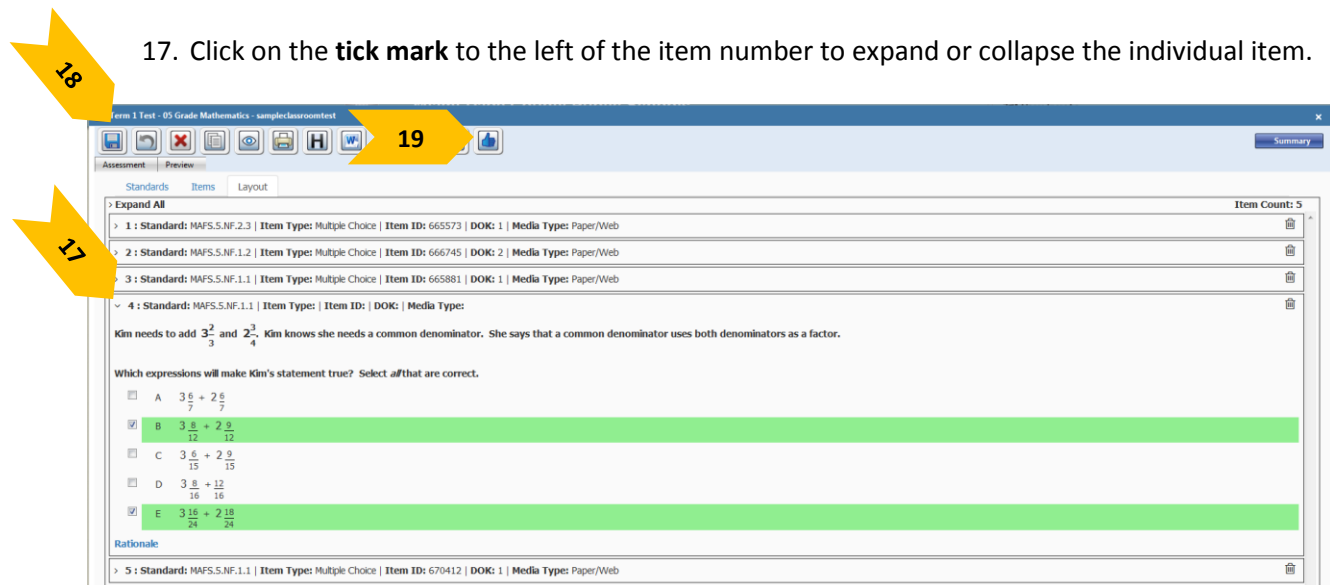 17. Click on the tick mark to the left of the item number to expand or collapse the individual item.
18
Term 1 Test - 05 Grade Mathematics - sampleclassroomtest
x
H W 19 Summary
Assessment Preview
Standards Items Layout
> Expand All Item Count: 5
> 1 : Standard: MAFS.5.NF.2.3 | Item Type: Multiple Choice | Item ID: 665573 | DOK: 1 | Media Type: Paper/Web
17
> 2 : Standard: MAFS.5.NF.1.2 | Item Type: Multiple Choice | Item ID: 666745 | DOK: 2 | Media Type: Paper/Web
> 3 : Standard: MAFS.5.NF.1.1 | Item Type: Multiple Choice | Item ID: 665881 | DOK: 1 | Media Type: Paper/Web
4 : Standard: MAFS.5.NF.1.1 | Item Type: | Item ID: | DOK: | Media Type:
Kim needs to add 3 2/3 and 2 3/4. Kim knows she needs a common denominator. She says that a common denominator uses both denominators as a factor.
Which expressions will make Kim's statement true? Select all that are correct.
A 3 6/7 + 2 6/7
B 3 8/12 + 2 9/12
C 3 6/15 + 2 9/15
D 3 8/16 + 12/16
E 3 16/24 + 2 18/24
Rationale
> 5 : Standard: MAFS.5.NF.1.1 | Item Type: Multiple Choice | Item ID: 670412 | DOK: 1 | Media Type: Paper/Web